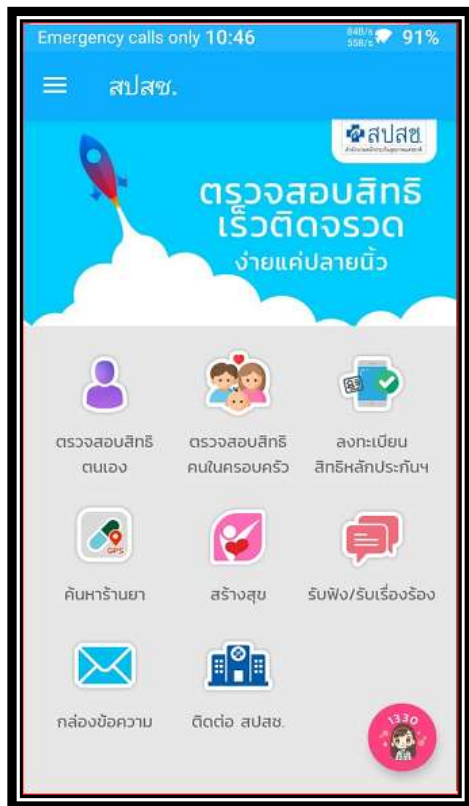 Emergency calls only 10:46 84B/s 55B/s 91%
สปสช.
สปสช
ตรวจสอบสิทธิ
เร็วติดจรวด
ง่ายแค่ปลายนิ้ว
ตรวจสอบสิทธิ
ตนเอง
ตรวจสอบสิทธิ
คนในครอบครัว
ลงทะเบียน
สิทธิหลักประกันฯ
GPS
ค้นหาร้านยา
สร้างสุข
รับฟัง/รับเรื่องร้อง
กล่องข้อความ
ติดต่อ สปสช.
1330